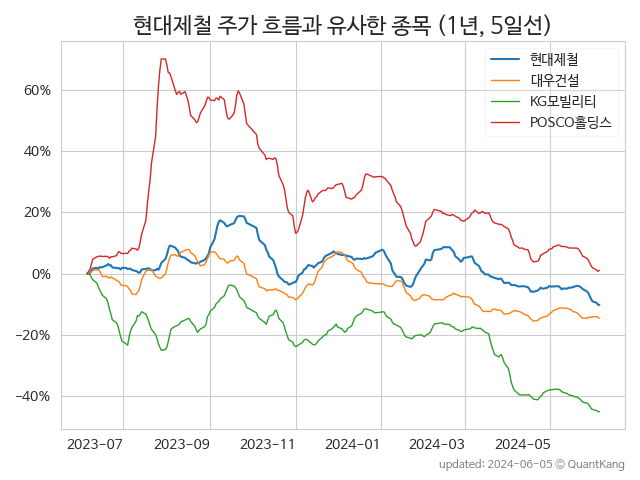 현대제철 주가 흐름과 유사한 종목 (1년, 5일선)
현대제철
대우건설
KG모빌리티
POSCO홀딩스
60%
40%
20%
0%
−20%
−40%
2023-07
2023-09
2023-11
2024-01
2024-03
2024-05
updated: 2024-06-05 © QuantKang